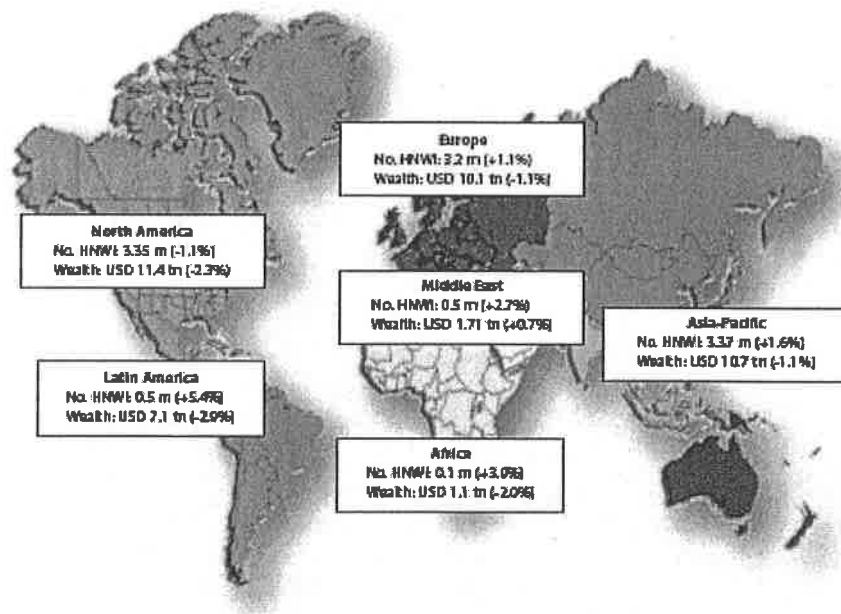 Europe
No. HNWI: 3.2 m (+1.1%)
Wealth: USD 10.1 tn (-1.1%)
North America
No. HNWI: 3.35 m (-1.1%)
Wealth: USD 11.4 tn (-2.3%)
Middle East
No. HNWI: 0.5 m (+2.7%)
Wealth: USD 1.71 tn (+0.7%)
Asia-Pacific
No. HNWI: 3.37 m (+1.6%)
Wealth: USD 10.7 tn (-1.1%)
Latin America
No. HNWI: 0.5 m (+5.4%)
Wealth: USD 7.1 tn (-2.9%)
Africa
No. HNWI: 0.1 m (+3.0%)
Wealth: USD 1.1 tn (-2.0%)